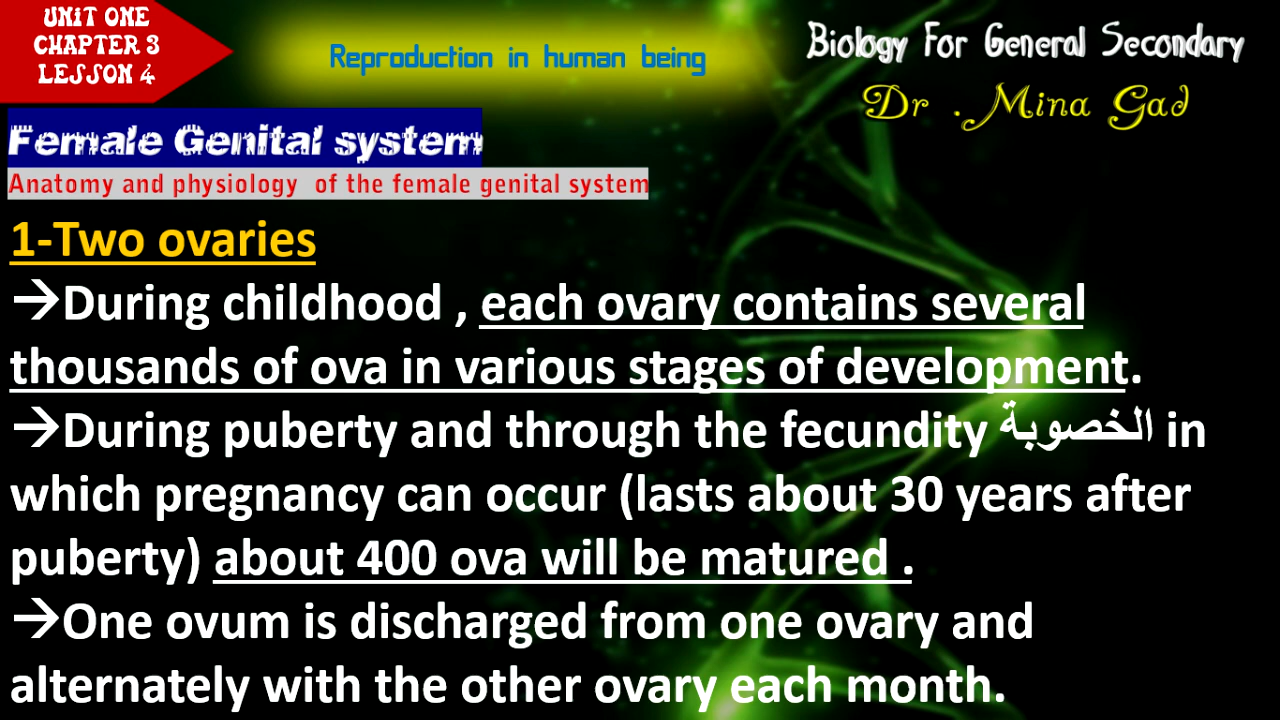 UNIT ONE
CHAPTER 3
LESSON 4
Reproduction in human being
Biology For General Secondary
Dr . Mina Gad
Female Genital system
Anatomy and physiology of the female genital system
1-Two ovaries
→During childhood , each ovary contains several
thousands of ova in various stages of development.
→During puberty and through the fecundity الخصوبة in
which pregnancy can occur (lasts about 30 years after
puberty) about 400 ova will be matured .
→One ovum is discharged from one ovary and
alternately with the other ovary each month.